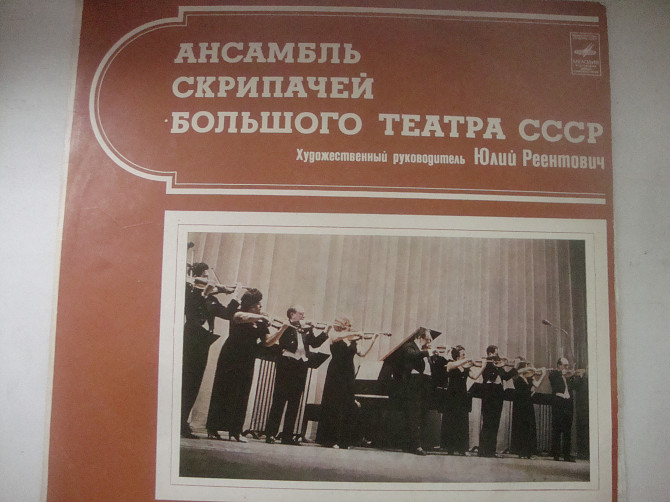 АНСАМБЛЬ
СКРИПАЧЕЙ
БОЛЬШОГО ТЕАТРА СССР
Художественный руководитель Юлий Реентович